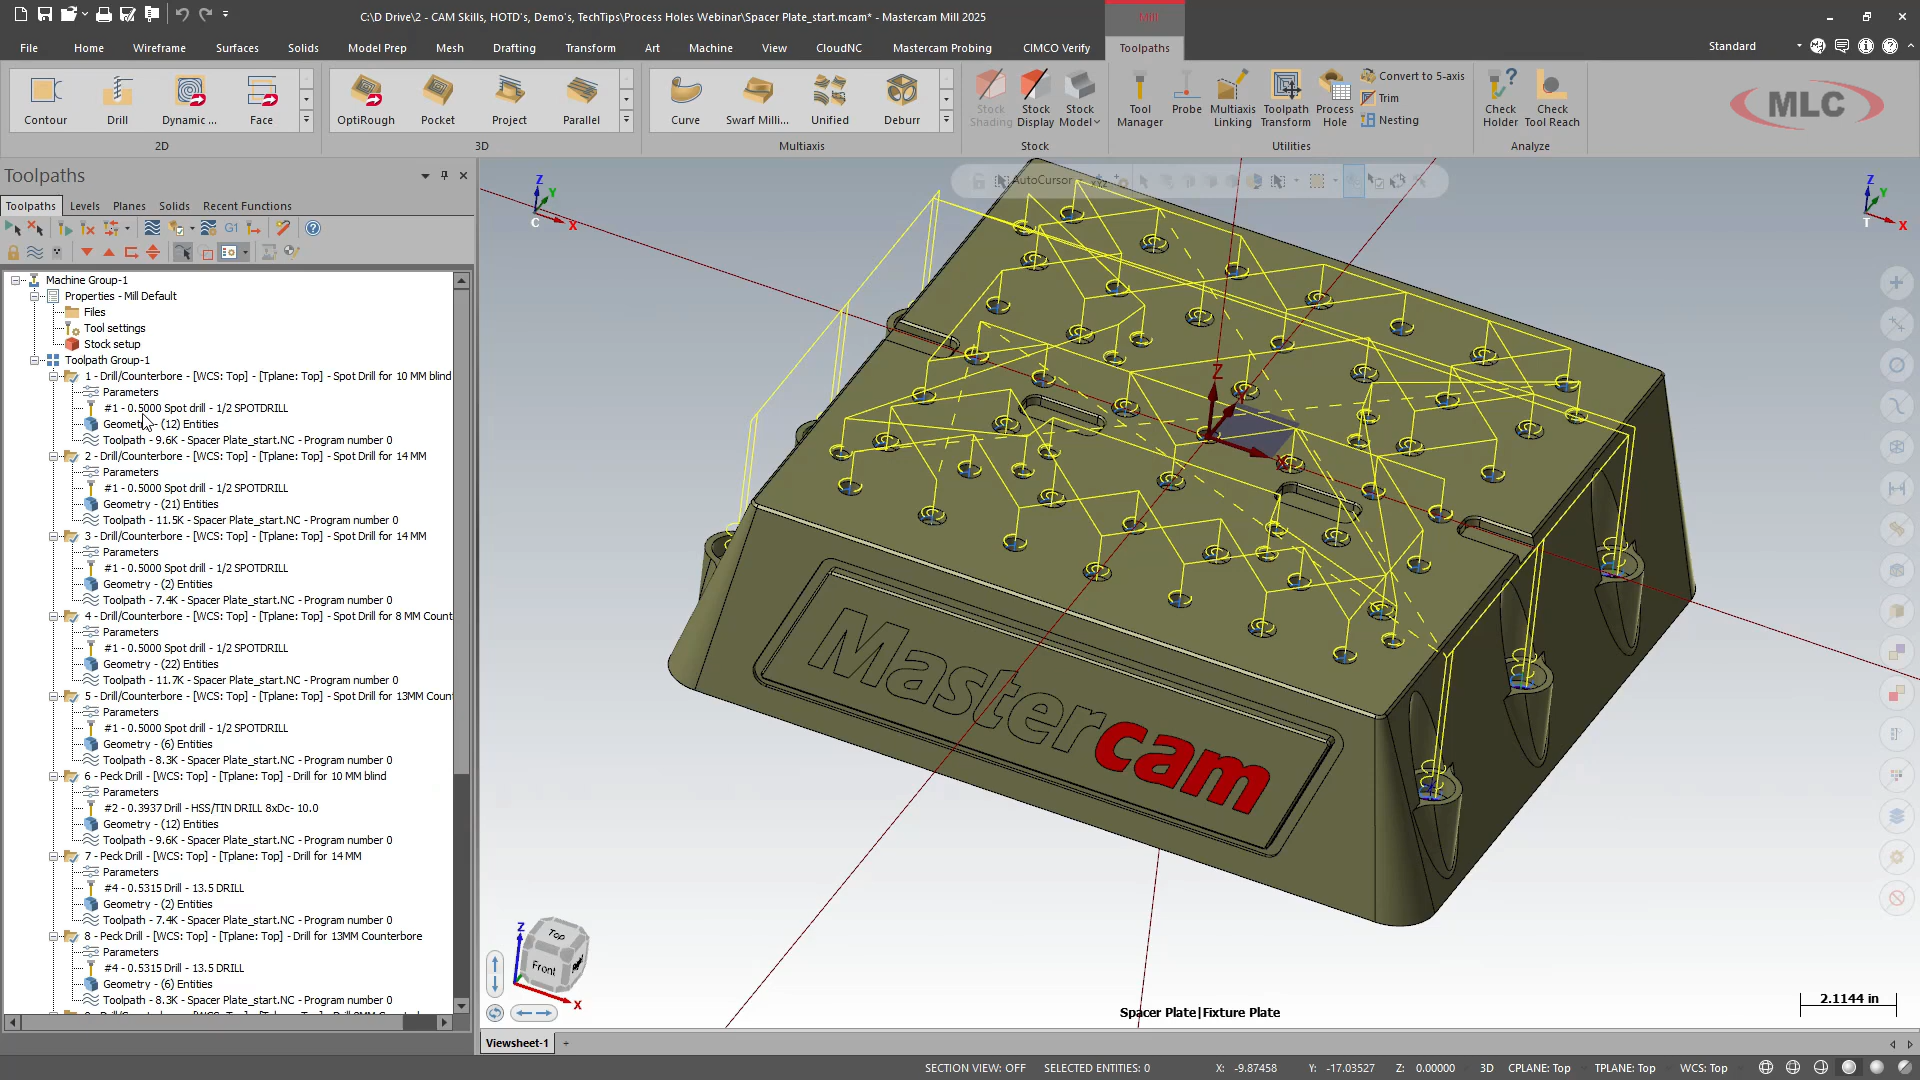 C:\D Drive\2 - CAM Skills, HOTD's, Demo's, TechTips\Process Holes Webinar\Spacer Plate_start.mcam* - Mastercam Mill 2025
Mill
File Home Wireframe Surfaces Solids Model Prep Mesh Drafting Transform Art Machine View CloudNC Mastercam Probing CIMCO Verify Toolpaths Standard
Contour Drill Dynamic ... Face OptiRough Pocket Project Parallel Curve Swarf Milli... Unified Deburr
2D 3D Multiaxis
Stock Shading Stock Display Stock Model
Stock
Tool Manager Probe Multiaxis Linking Toolpath Transform Process Hole
Convert to 5-axis
Trim
Nesting
Utilities
Check Holder Check Tool Reach
Analyze
MLC
Toolpaths
Toolpaths Levels Planes Solids Recent Functions
G1
Machine Group-1
Properties - Mill Default
Files
Tool settings
Stock setup
Toolpath Group-1
1 - Drill/Counterbore - [WCS: Top] - [Tplane: Top] - Spot Drill for 10 MM blind
Parameters
#1 - 0.5000 Spot drill - 1/2 SPOTDRILL
Geometry - (12) Entities
Toolpath - 9.6K - Spacer Plate_start.NC - Program number 0
2 - Drill/Counterbore - [WCS: Top] - [Tplane: Top] - Spot Drill for 14 MM
Parameters
#1 - 0.5000 Spot drill - 1/2 SPOTDRILL
Geometry - (21) Entities
Toolpath - 11.5K - Spacer Plate_start.NC - Program number 0
3 - Drill/Counterbore - [WCS: Top] - [Tplane: Top] - Spot Drill for 14 MM
Parameters
#1 - 0.5000 Spot drill - 1/2 SPOTDRILL
Geometry - (2) Entities
Toolpath - 7.4K - Spacer Plate_start.NC - Program number 0
4 - Drill/Counterbore - [WCS: Top] - [Tplane: Top] - Spot Drill for 8 MM Count
Parameters
#1 - 0.5000 Spot drill - 1/2 SPOTDRILL
Geometry - (22) Entities
Toolpath - 11.7K - Spacer Plate_start.NC - Program number 0
5 - Drill/Counterbore - [WCS: Top] - [Tplane: Top] - Spot Drill for 13MM Coun
Parameters
#1 - 0.5000 Spot drill - 1/2 SPOTDRILL
Geometry - (6) Entities
Toolpath - 8.3K - Spacer Plate_start.NC - Program number 0
6 - Peck Drill - [WCS: Top] - [Tplane: Top] - Drill for 10 MM blind
Parameters
#2 - 0.3937 Drill - HSS/TIN DRILL 8xDc- 10.0
Geometry - (12) Entities
Toolpath - 9.6K - Spacer Plate_start.NC - Program number 0
7 - Peck Drill - [WCS: Top] - [Tplane: Top] - Drill for 14 MM
Parameters
#4 - 0.5315 Drill - 13.5 DRILL
Geometry - (2) Entities
Toolpath - 7.4K - Spacer Plate_start.NC - Program number 0
8 - Peck Drill - [WCS: Top] - [Tplane: Top] - Drill for 13MM Counterbore
Parameters
#4 - 0.5315 Drill - 13.5 DRILL
Geometry - (6) Entities
Toolpath - 8.3K - Spacer Plate_start.NC - Program number 0
AutoCursor
Z Y X C
Z Y X T
Z X
Mastercam
Top
Front
Z X
2.1144 in
Spacer Plate|Fixture Plate
Viewsheet-1 +
SECTION VIEW: OFF SELECTED ENTITIES: 0 X: -9.87458 Y: -17.03527 Z: 0.00000 3D CPLANE: Top TPLANE: Top WCS: Top